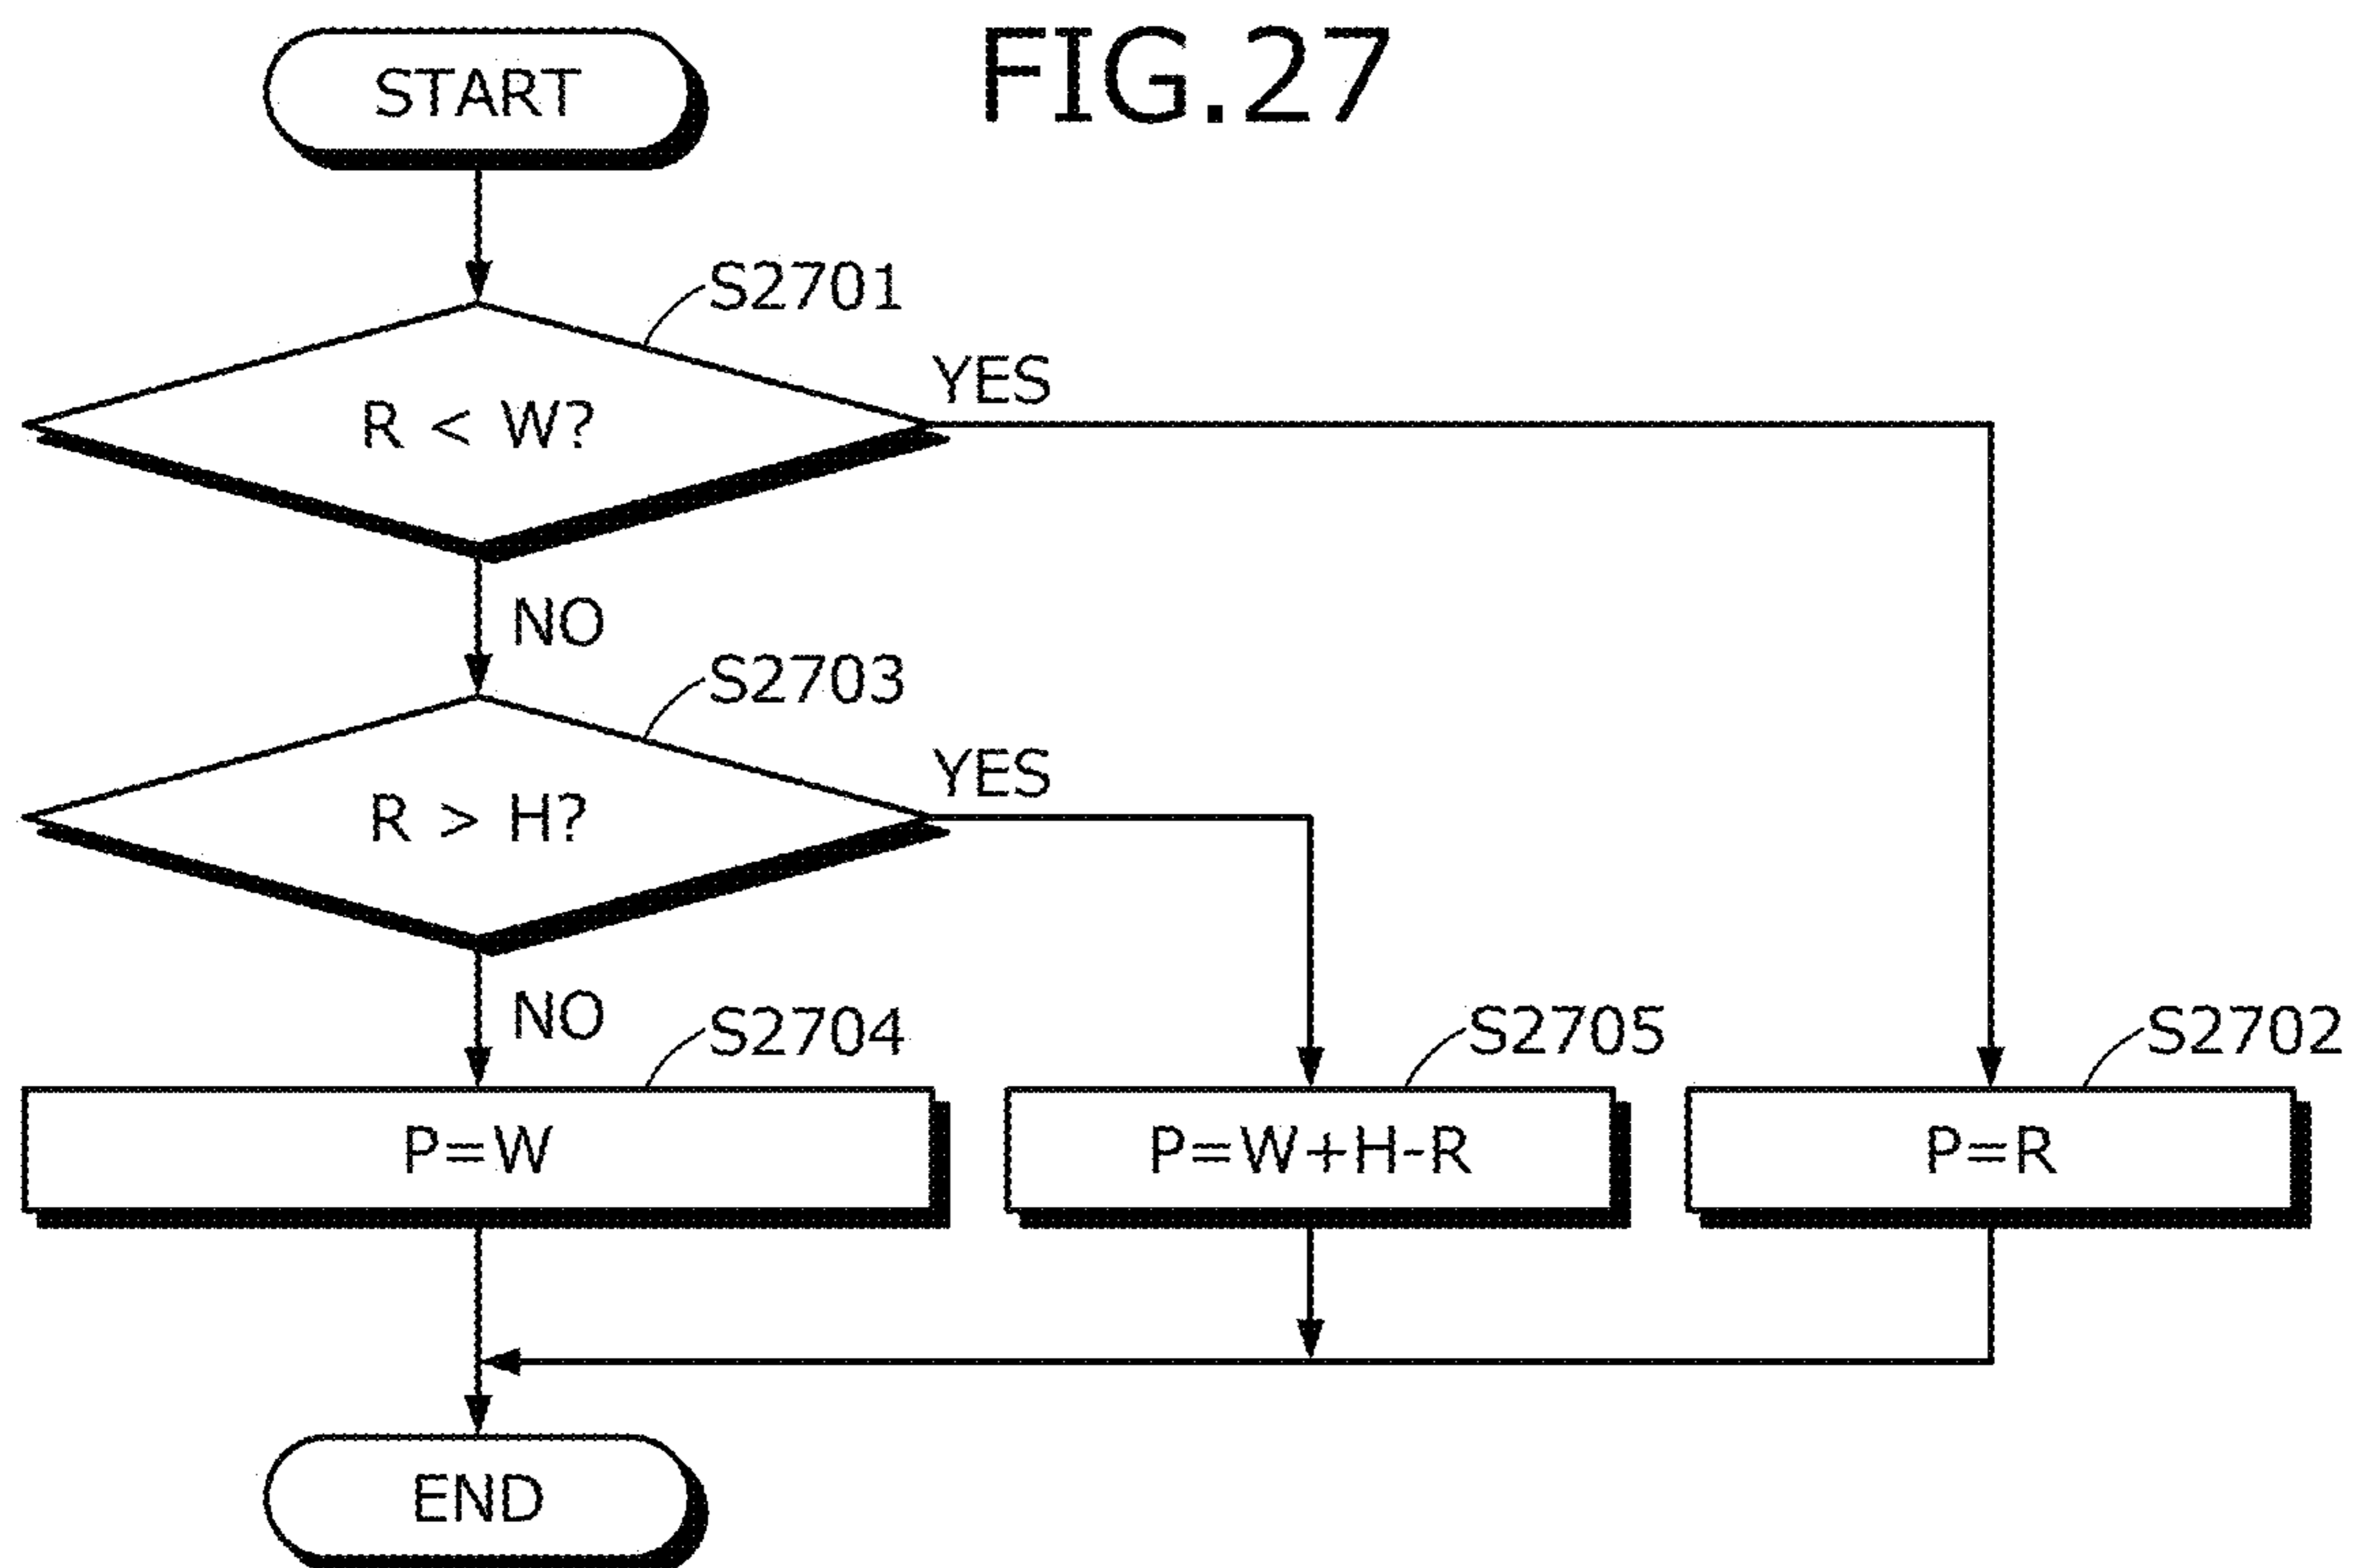 FIG.27
START
S2701
R < W?
YES
NO
S2703
R > H?
YES
NO
S2704
P=W
S2705
P=W+H-R
S2702
P=R
END